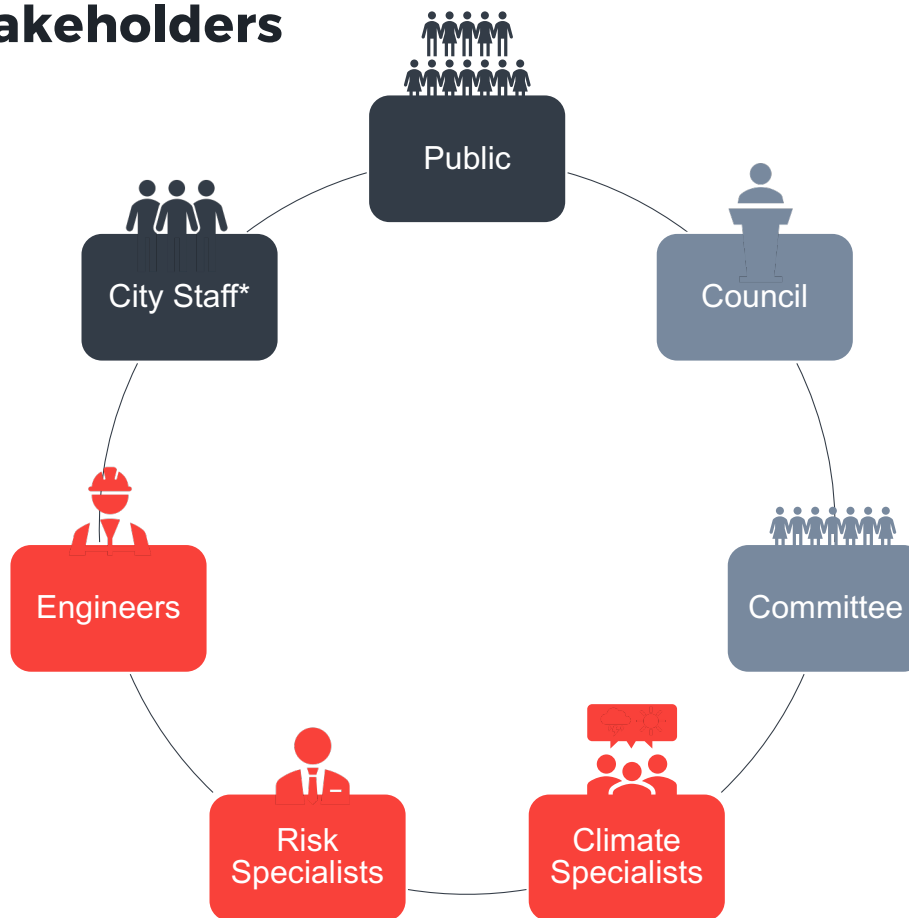 akeholders
Public
City Staff*
Council
Engineers
Committee
Risk
Specialists
Climate
Specialists